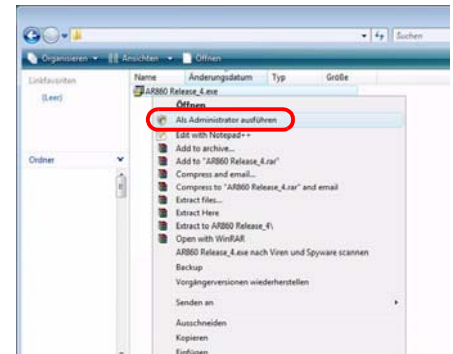 Suchen
Organisieren Ansichten Öffnen
Linkfavoriten
(Leer)
Ordner
Name Änderungsdatum Typ Größe
AR860 Release_4.exe
Öffnen
Als Administrator ausführen
Edit with Notepad++
Add to archive...
Add to "AR860 Release_4.rar"
Compress and email...
Compress to "AR860 Release_4.rar" and email
Extract files...
Extract Here
Extract to AR860 Release_4\
Open with WinRAR
AR860 Release_4.exe nach Viren und Spyware scannen
Backup
Vorgängerversionen wiederherstellen
Senden an
Ausschneiden
Kopieren
Einfügen